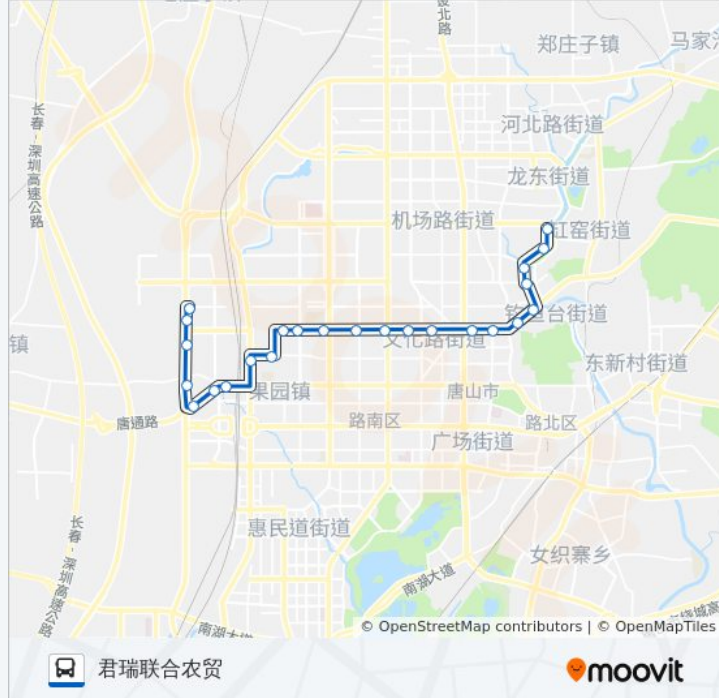 郑庄子镇
马家沟
河北路街道
长春-深圳高速公路
龙东街道
机场路街道
缸窑街道
钓鱼台街道
镇
文化路街道
东新村街道
果园镇
唐山市
唐通路
路南区
路北区
广场街道
惠民道街道
长春-深圳高速公路
女织寨乡
南湖大道
南湖大道
© OpenStreetMap contributors | © OpenMapTiles
君瑞联合农贸
moovit